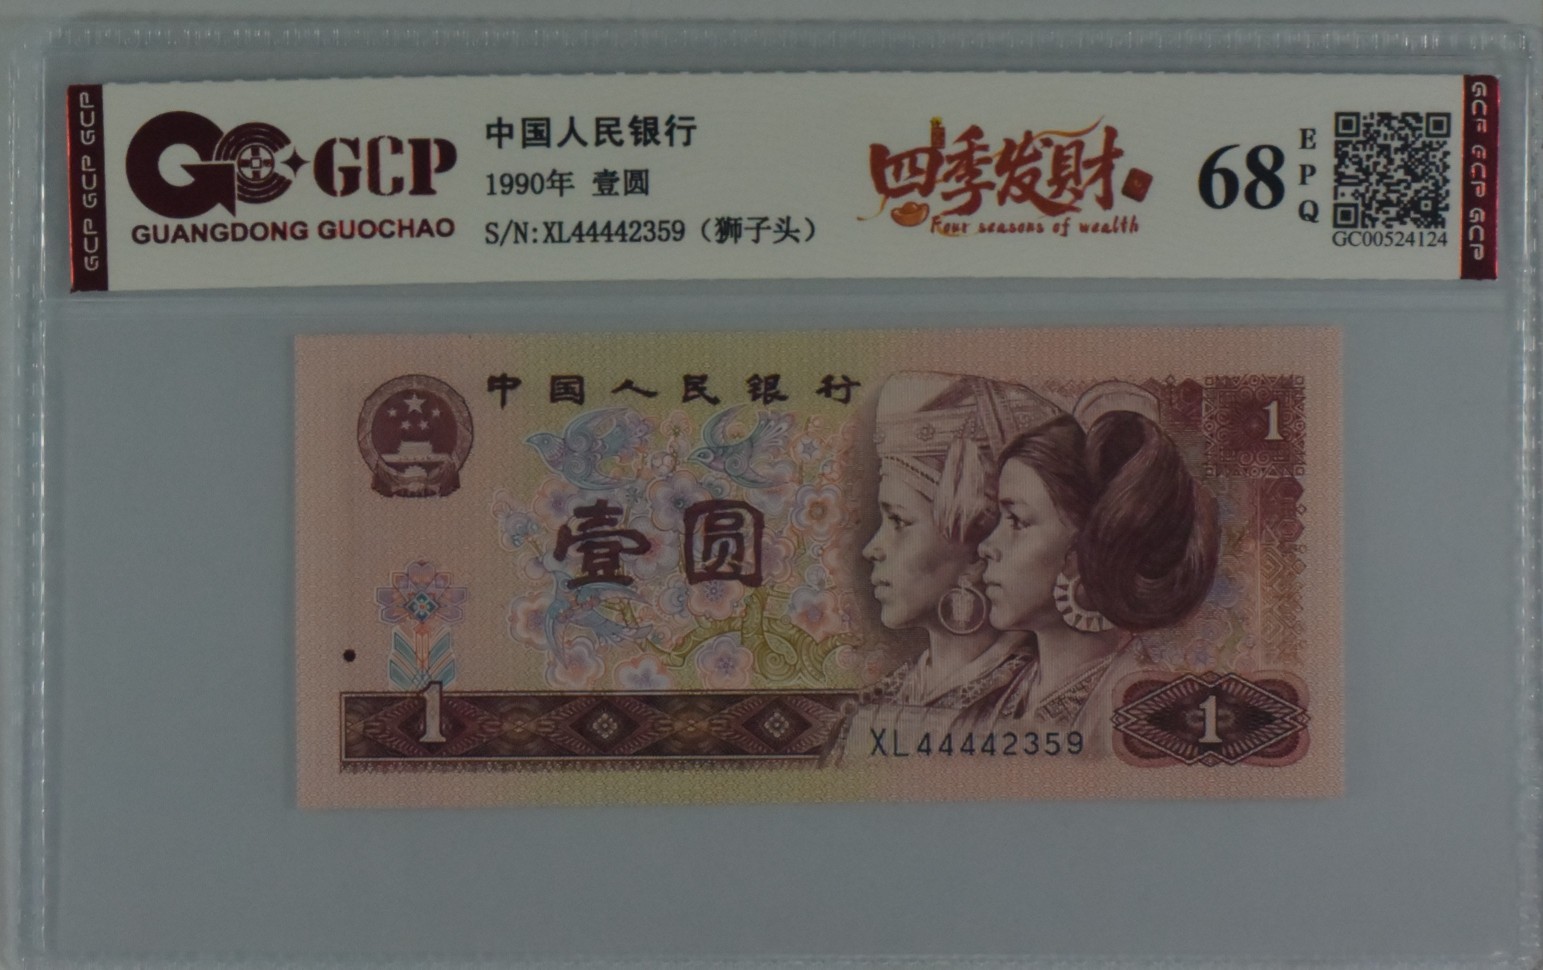 GCP GCP GCP
GCP
GUANGDONG GUOCHAO
中国人民银行
1990年 壹圆
S/N:XL44442359（狮子头）
四季发财
Four seasons of wealth
68
EPQ
GC00524124
GCP GCP GCP
中国人民银行
1
壹圆
1
XL44442359
1